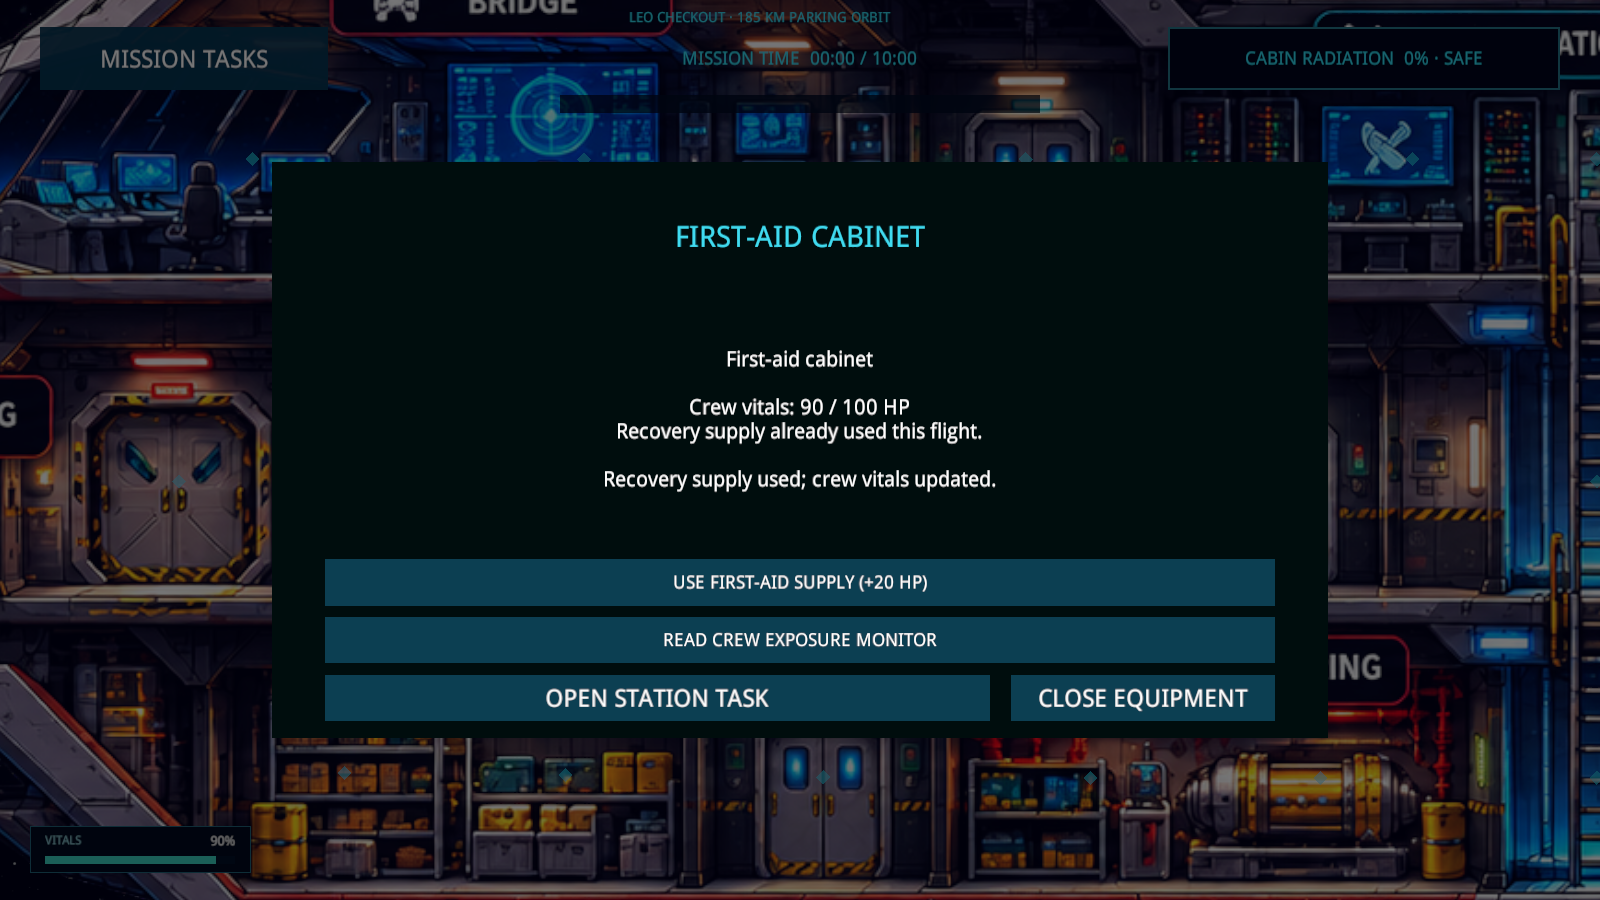 BRIDGE
LEO CHECKOUT · 185 KM PARKING ORBIT
MISSION TASKS
MISSION TIME 00:00 / 10:00
CABIN RADIATION 0% · SAFE
FIRST-AID CABINET
First-aid cabinet
Crew vitals: 90 / 100 HP
Recovery supply already used this flight.
Recovery supply used; crew vitals updated.
USE FIRST-AID SUPPLY (+20 HP)
READ CREW EXPOSURE MONITOR
OPEN STATION TASK
CLOSE EQUIPMENT
VITALS 90%